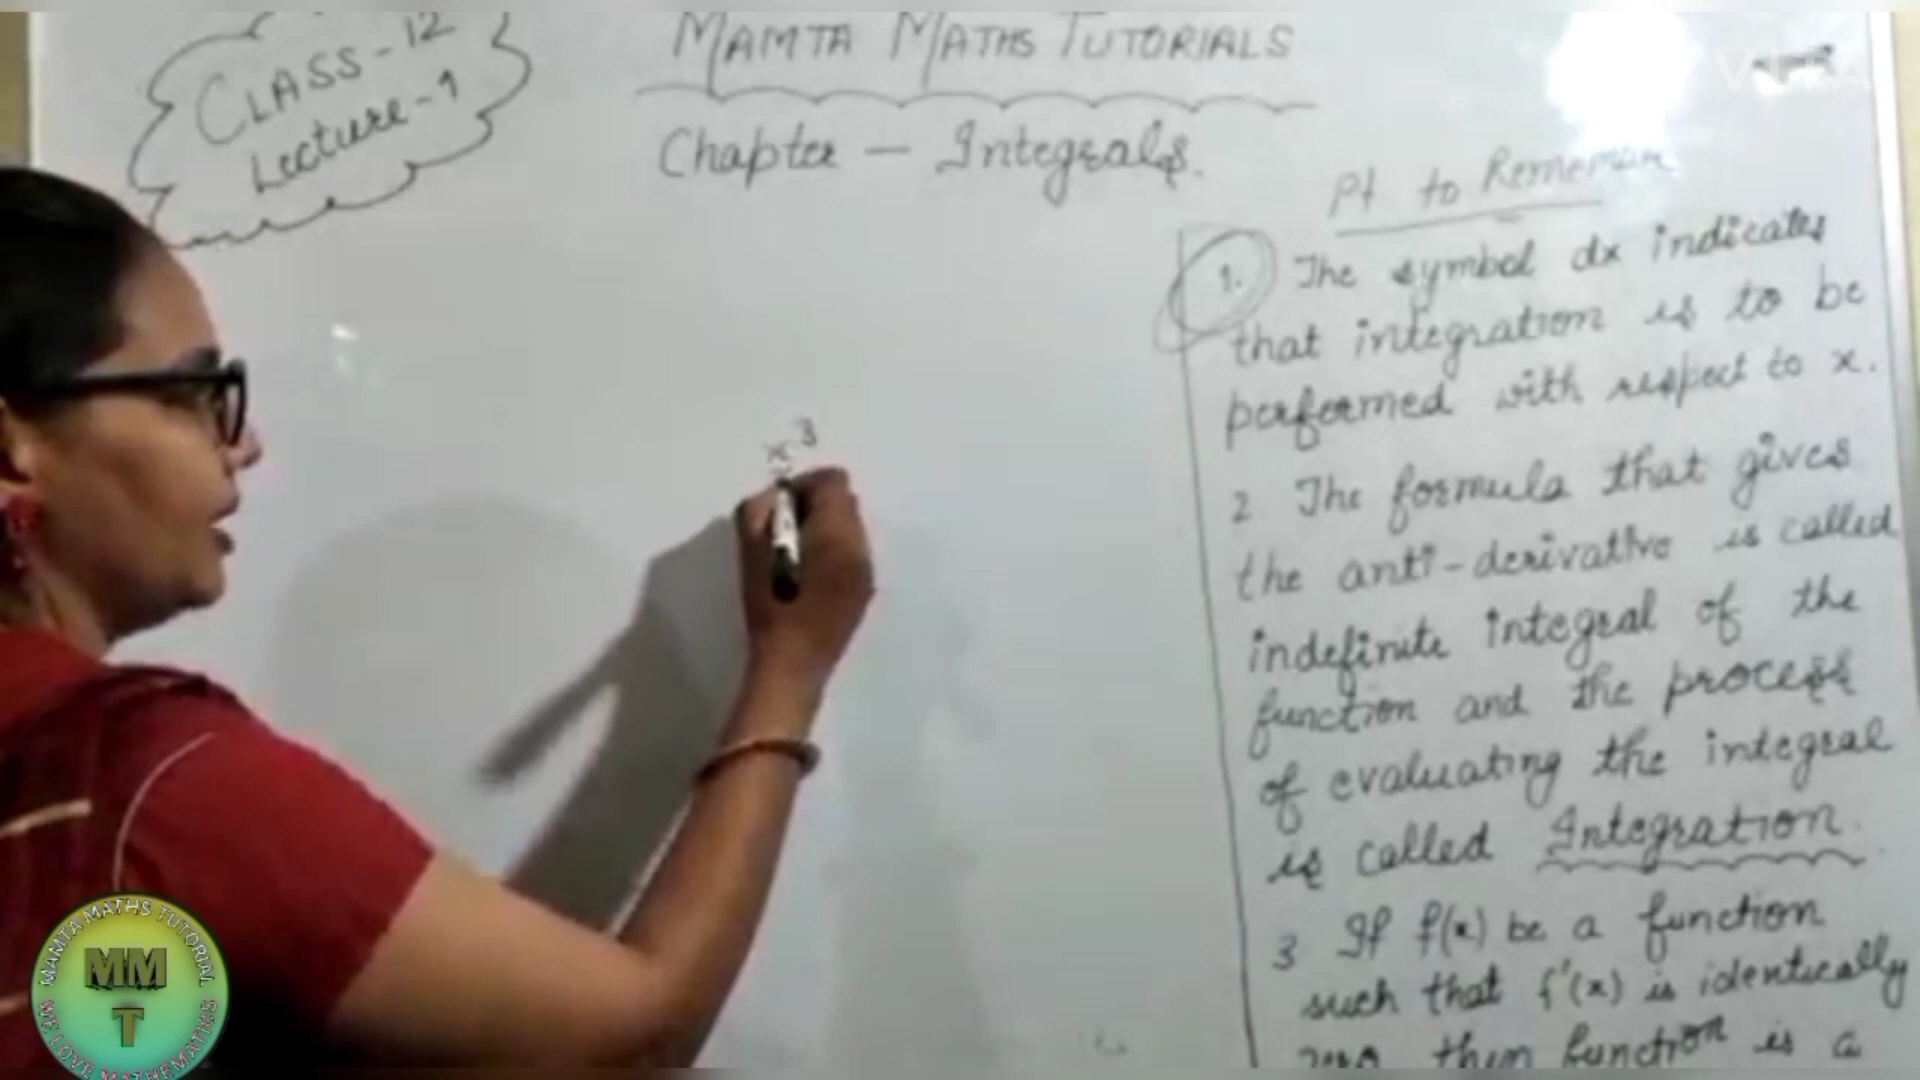 CLASS-12
Lecture-1
MAMTA MATHS TUTORIALS
Chapter — Integrals.
x³
Pt to Remember
1. The symbol dx indicates
that integration is to be
performed with respect to x.
2. The formula that gives
the anti-derivative is called
indefinite integral of the
function and the process
of evaluating the integral
is called Integration.
3 If f(x) be a function
such that f'(x) is identically
zero then function is a
MAMTA MATHS TUTORIAL
MM
T
WE LOVE MATHEMATICS